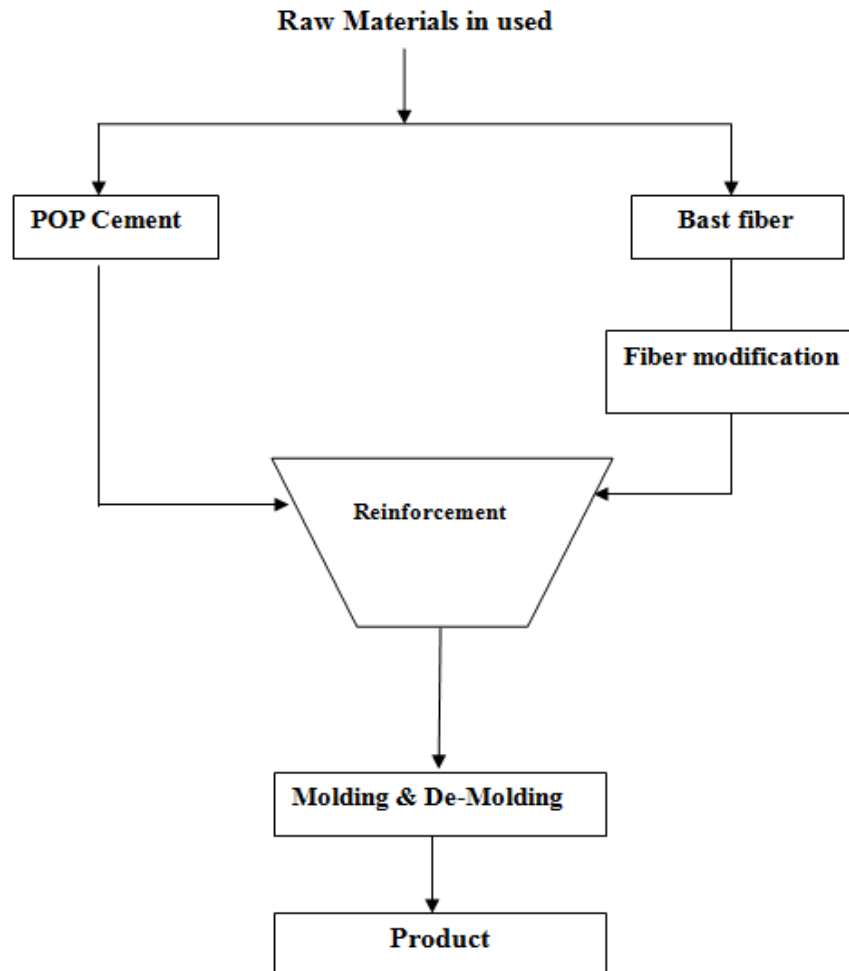 Raw Materials in used
POP Cement
Bast fiber
Fiber modification
Reinforcement
Molding & De-Molding
Product